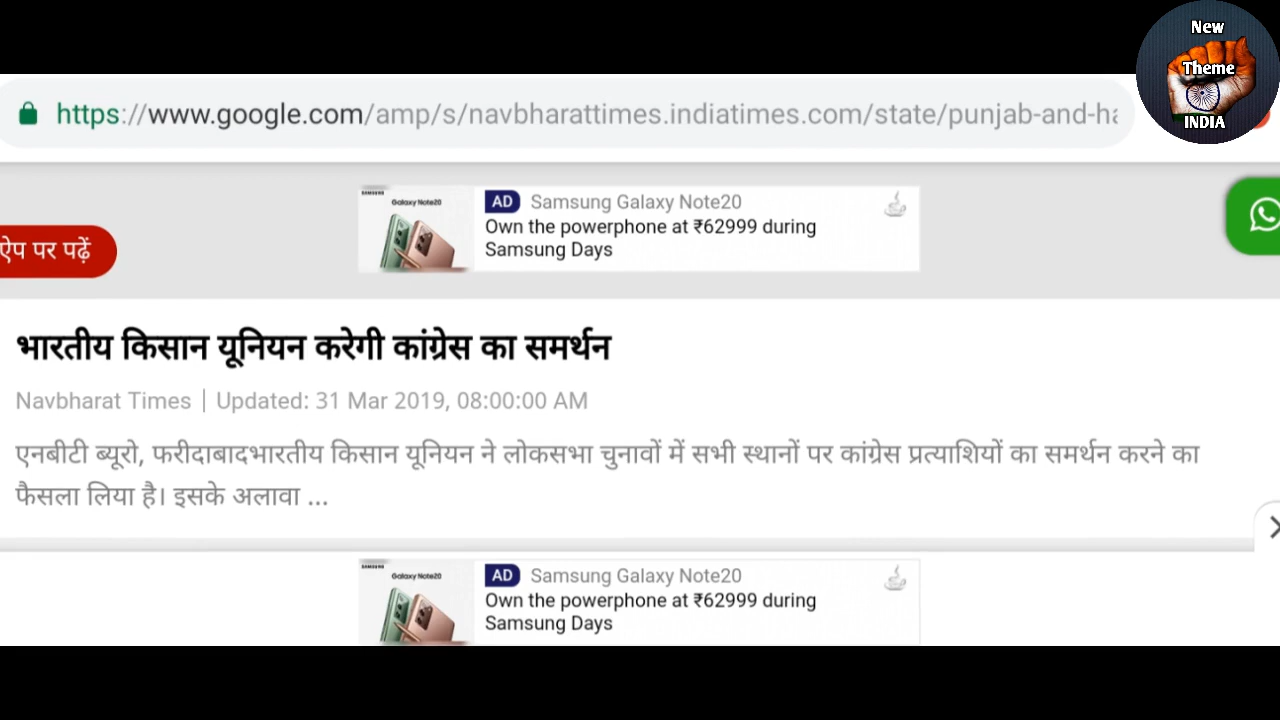 New
Theme
INDIA
https://www.google.com/amp/s/navbharattimes.indiatimes.com/state/punjab-and-ha
SAMSUNG
Galaxy Note20
AD Samsung Galaxy Note20
Own the powerphone at ₹62999 during
Samsung Days
ऐप पर पढ़ें
भारतीय किसान यूनियन करेगी कांग्रेस का समर्थन
Navbharat Times | Updated: 31 Mar 2019, 08:00:00 AM
एनबीटी ब्यूरो, फरीदाबादभारतीय किसान यूनियन ने लोकसभा चुनावों में सभी स्थानों पर कांग्रेस प्रत्याशियों का समर्थन करने का
फैसला लिया है। इसके अलावा ...
SAMSUNG
Galaxy Note20
AD Samsung Galaxy Note20
Own the powerphone at ₹62999 during
Samsung Days